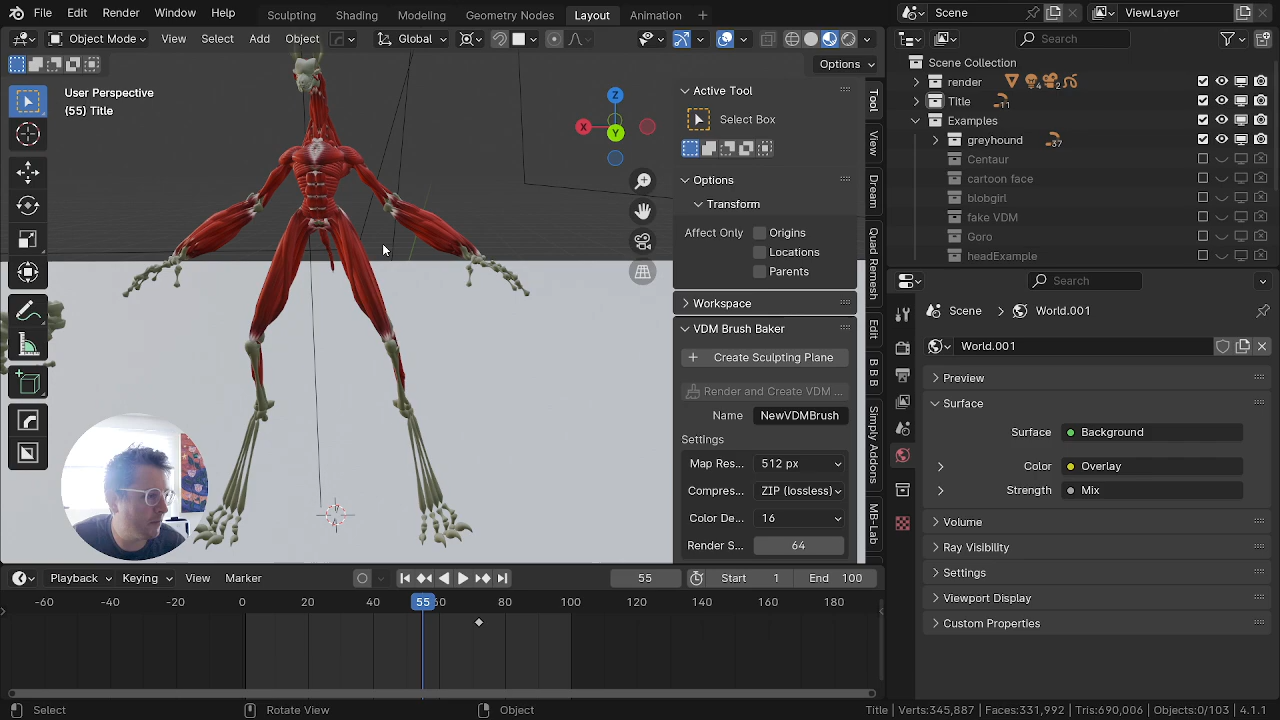 File Edit Render Window Help Sculpting Shading Modeling Geometry Nodes Layout Animation + Scene ViewLayer
Object Mode View Select Add Object Global Search
Options
User Perspective
(55) Title
X
Y
Z
Active Tool
Select Box
Options
Transform
Affect Only Origins
Locations
Parents
Workspace
VDM Brush Baker
+ Create Sculpting Plane
Render and Create VDM ...
Name NewVDMBrush
Settings
Map Res... 512 px
Compres... ZIP (lossless)
Color De... 16
Render S... 64
Tool
View
Dream
Quad Remesh
Edit
B B B
Simply Addons
MB-Lab
Scene Collection
render 4 2
Title 11
Examples
greyhound 37
Centaur
cartoon face
blobgirl
fake VDM
Goro
headExample
Search
Scene > World.001
World.001
Preview
Surface
Surface Background
Color Overlay
Strength Mix
Volume
Ray Visibility
Settings
Viewport Display
Custom Properties
Playback Keying View Marker 55 Start 1 End 100
-60 -40 -20 0 20 40 55 60 80 100 120 140 160 180
Select Rotate View Object Title | Verts:345,887 | Faces:331,992 | Tris:690,006 | Objects:0/103 | 4.1.1